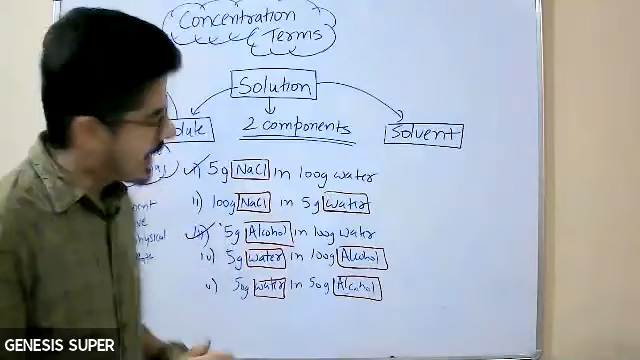 Concentration
Terms
Solution
2 components
Solvent
i) 5g NaCl in 100g water
ii) 100g NaCl in 5g water
iii) 5g Alcohol in 100g water
iv) 5g water in 100g Alcohol
v) 50g water in 50g Alcohol
GENESIS SUPER